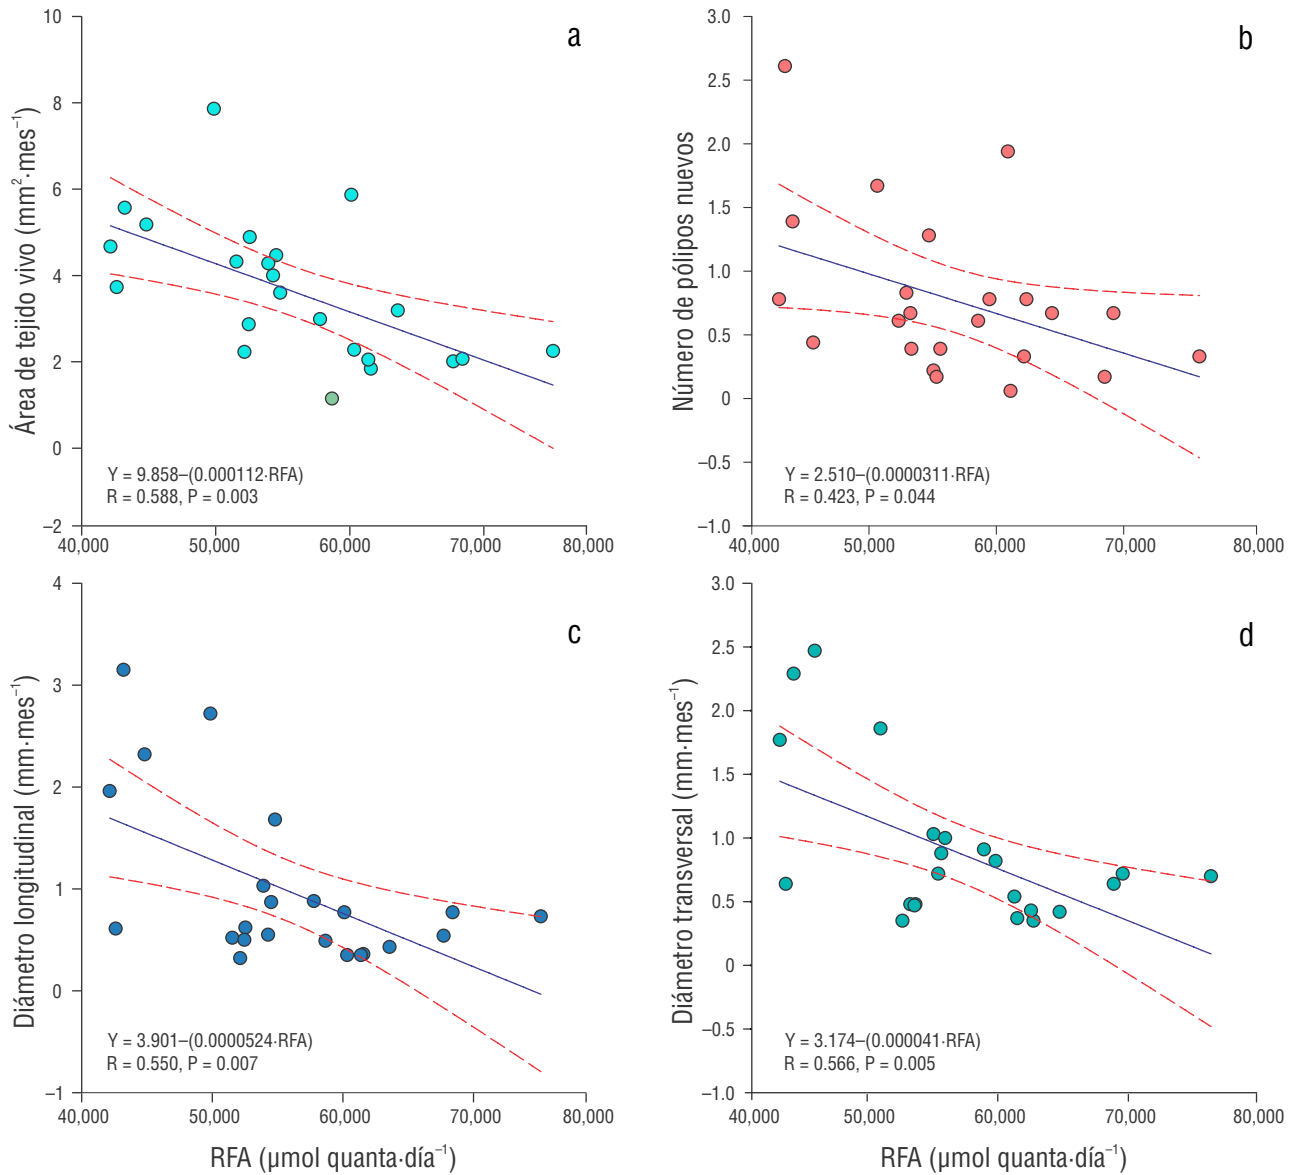 a
Área de tejido vivo (mm²·mes⁻¹)
10
8
6
4
2
0
–2
Y = 9.858–(0.000112·RFA)
R = 0.588, P = 0.003
40,000 50,000 60,000 70,000 80,000
b
Número de pólipos nuevos
3.0
2.5
2.0
1.5
1.0
0.5
0
–0.5
–1.0
Y = 2.510–(0.0000311·RFA)
R = 0.423, P = 0.044
40,000 50,000 60,000 70,000 80,000
c
Diámetro longitudinal (mm·mes⁻¹)
4
3
2
1
0
–1
Y = 3.901–(0.0000524·RFA)
R = 0.550, P = 0.007
40,000 50,000 60,000 70,000 80,000
RFA (µmol quanta·día⁻¹)
d
Diámetro transversal (mm·mes⁻¹)
3.0
2.5
2.0
1.5
1.0
0.5
0
–0.5
–1.0
Y = 3.174–(0.000041·RFA)
R = 0.566, P = 0.005
40,000 50,000 60,000 70,000 80,000
RFA (µmol quanta·día⁻¹)